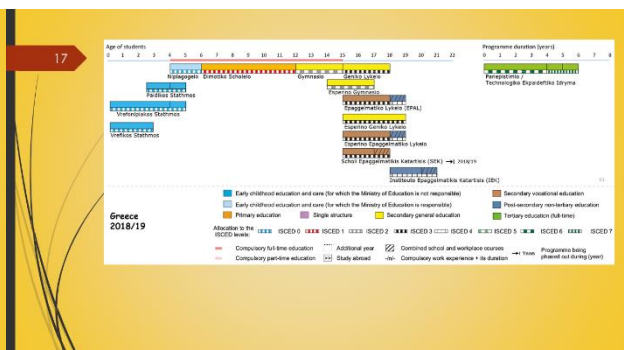 17
Age of students
Programme duration (years)
0 1 2 3 4 5 6 7 8 9 10 11 12 13 14 15 16 17 18 19 20 21 22
0 1 2 3 4 5 6 7 8
Nipiagogeio Dimotiko Scholeio Gymnasio Geniko Lykeio
Panepistimio /
Technologiko Ekpaideftiko Idryma
Paidikos Stathmos
Esperino Gymnasio
Vrefonipiakos Stathmos
Epaggelmatiko Lykeio (EPAL)
Vrefikos Stathmos
Esperino Geniko Lykeio
Esperino Epaggelmatiko Lykeio
Scholi Epaggelmatikis Katartisis (SEK) 2018/19
Instituuto Epaggelmatikis Katartisis (IEK)
Early childhood education and care (for which the Ministry of Education is not responsible)
Secondary vocational education
Early childhood education and care (for which the Ministry of Education is responsible)
Post-secondary non-tertiary education
Primary education Single structure Secondary general education
Tertiary education (full-time)
Greece
2018/19
Allocation to the
ISCED levels: ISCED 0 ISCED 1 ISCED 2 ISCED 3 ISCED 4 ISCED 5 ISCED 6 ISCED 7
Compulsory full-time education Additional year Combined school and workplace courses Years Programme being
phased out during (year)
Compulsory part-time education Study abroad -/n/- Compulsory work experience + its duration